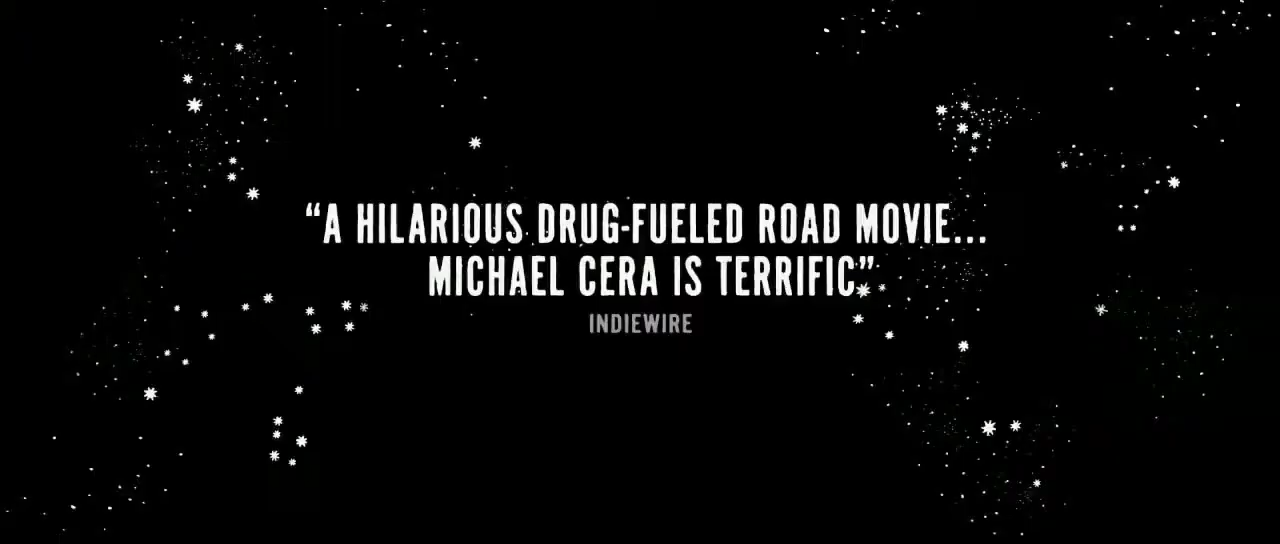 “A HILARIOUS DRUG-FUELED ROAD MOVIE...
MICHAEL CERA IS TERRIFIC”
INDIEWIRE